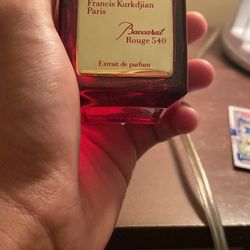 Francis Kurkdjian
Paris
Baccarat
Rouge 540
Extrait de parfum